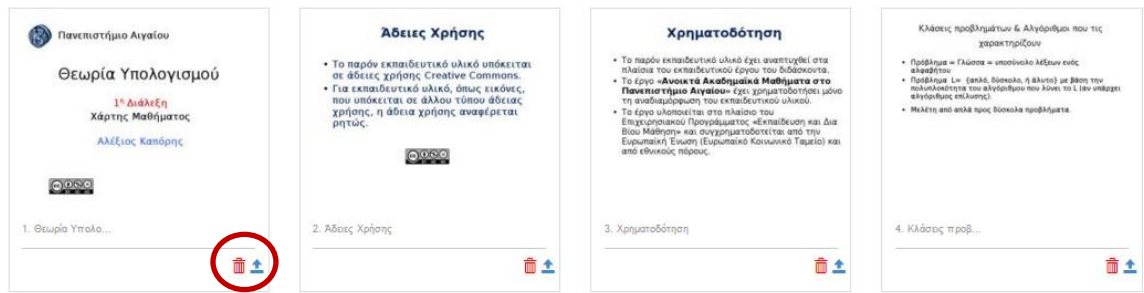 Πανεπιστήμιο Αιγαίου
Θεωρία Υπολογισμού
1η Διάλεξη
Χάρτης Μαθήματος
Αλέξιος Καπόρης
1. Θεωρία Υπολο...
Άδειες Χρήσης
• Το παρόν εκπαιδευτικό υλικό υπόκειται
σε άδειες χρήσης Creative Commons.
• Για εκπαιδευτικό υλικό, όπως εικόνες,
που υπόκειται σε άλλου τύπου άδειας
χρήσης, η άδεια χρήσης αναφέρεται
ρητώς.
2. Άδειες Χρήσης
Χρηματοδότηση
• Το παρόν εκπαιδευτικό υλικό έχει αναπτυχθεί στα
πλαίσια του εκπαιδευτικού έργου του διδάσκοντα.
• Το έργο «Ανοικτά Ακαδημαϊκά Μαθήματα στο
Πανεπιστήμιο Αιγαίου» έχει χρηματοδοτήσει μόνο
τη αναδιαμόρφωση του εκπαιδευτικού υλικού.
• Το έργο υλοποιείται στο πλαίσιο του
Επιχειρησιακού Προγράμματος «Εκπαίδευση και Δια
Βίου Μάθηση» και συγχρηματοδοτείται από την
Ευρωπαϊκή Ένωση (Ευρωπαϊκό Κοινωνικό Ταμείο) και
από εθνικούς πόρους.
3. Χρηματοδότηση
Κλάσεις προβλημάτων & Αλγόριθμοι που τις
χαρακτηρίζουν
• Πρόβλημα = Γλώσσα = υποσύνολο λέξεων ενός
αλφαβήτου
• Πρόβλημα L= {απλό, δύσκολο, ή άλυτο} με βάση την
πολυπλοκότητα του αλγόριθμου που λύνει το L (αν υπάρχει
αλγόριθμος επίλυσης).
• Μελέτη από απλά προς δύσκολα προβλήματα.
4. Κλάσεις προβ...